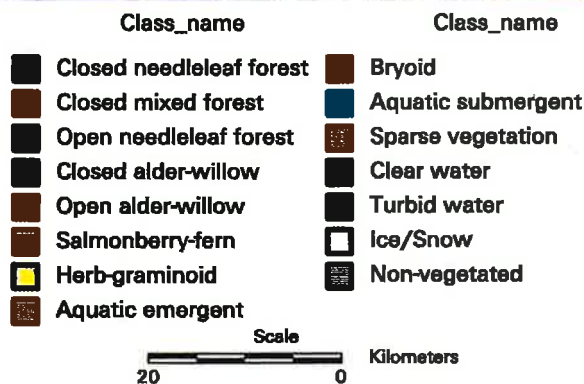 Class_name
Closed needleleaf forest
Closed mixed forest
Open needleleaf forest
Closed alder-willow
Open alder-willow
Salmonberry-fern
Herb-graminoid
Aquatic emergent
Class_name
Bryoid
Aquatic submergent
Sparse vegetation
Clear water
Turbid water
Ice/Snow
Non-vegetated
Scale
Kilometers
20 0